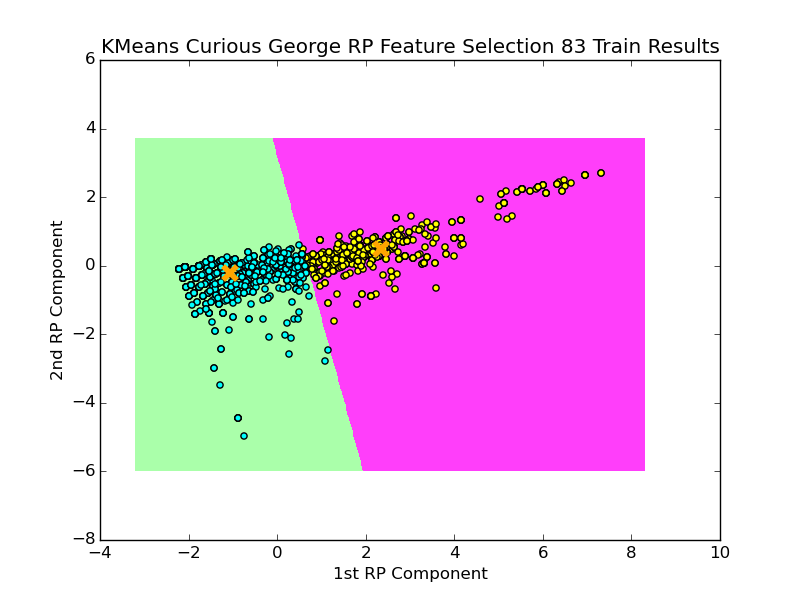 KMeans Curious George RP Feature Selection 83 Train Results
6
4
2
0
−2
−4
−6
−8
2nd RP Component
−4 −2 0 2 4 6 8 10
1st RP Component